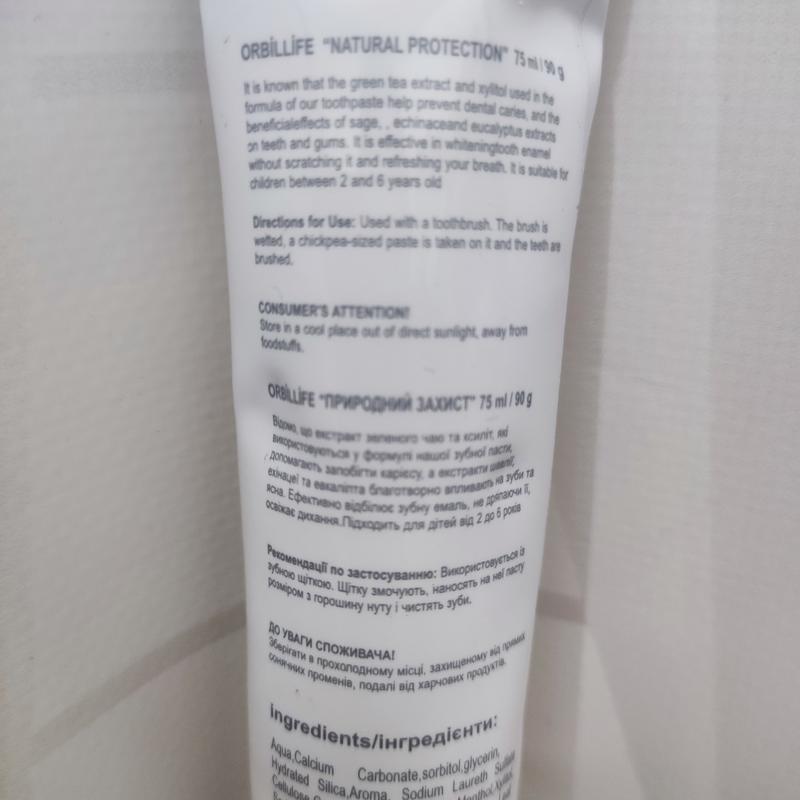 ORBİLLİFE "NATURAL PROTECTION" 75 ml / 90 g
It is known that the green tea extract and xylitol used in the
formula of our toothpaste help prevent dental caries, and the
beneficialeffects of sage, , echinaceand eucalyptus extracts
on teeth and gums. It is effective in whiteningtooth enamel
without scratching it and refreshing your breath. It is suitable for
children between 2 and 6 years old
Directions for Use: Used with a toothbrush. The brush is
wetted, a chickpea-sized paste is taken on it and the teeth are
brushed.
CONSUMER'S ATTENTION!
Store in a cool place out of direct sunlight, away from
foodstuffs.
ORBİLLİFE "ПРИРОДНИЙ ЗАХИСТ" 75 ml / 90 g
Відомо, що екстракт зеленого чаю та ксиліт, які
використовуються у формулі нашої зубної пасти,
допомагають запобігти карієсу, а екстракти шавлії,
ехінацеї та евкаліпта благотворно впливають на зуби та
ясна. Ефективно відбілює зубну емаль, не дряпаючи її,
освіжає дихання.Підходить для дітей від 2 до 6 років
Рекомендації по застосуванню: Використовується із
зубною щіткою. Щітку змочують, наносять на неї пасту
розміром з горошину нуту і чистять зуби.
ДО УВАГИ СПОЖИВАЧА!
Зберігати в прохолодному місці, захищеному від прямих
сонячних променів, подалі від харчових продуктів.
ingredients/інгредієнти:
Aqua,Calcium Carbonate,sorbitol,glycerin,
Hydrated Silica,Aroma, Sodium Laureth Sulfate
Cellulose Menthol,Xylitol,